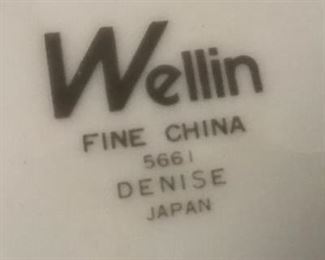 Wellin
FINE CHINA
5661
DENISE
JAPAN